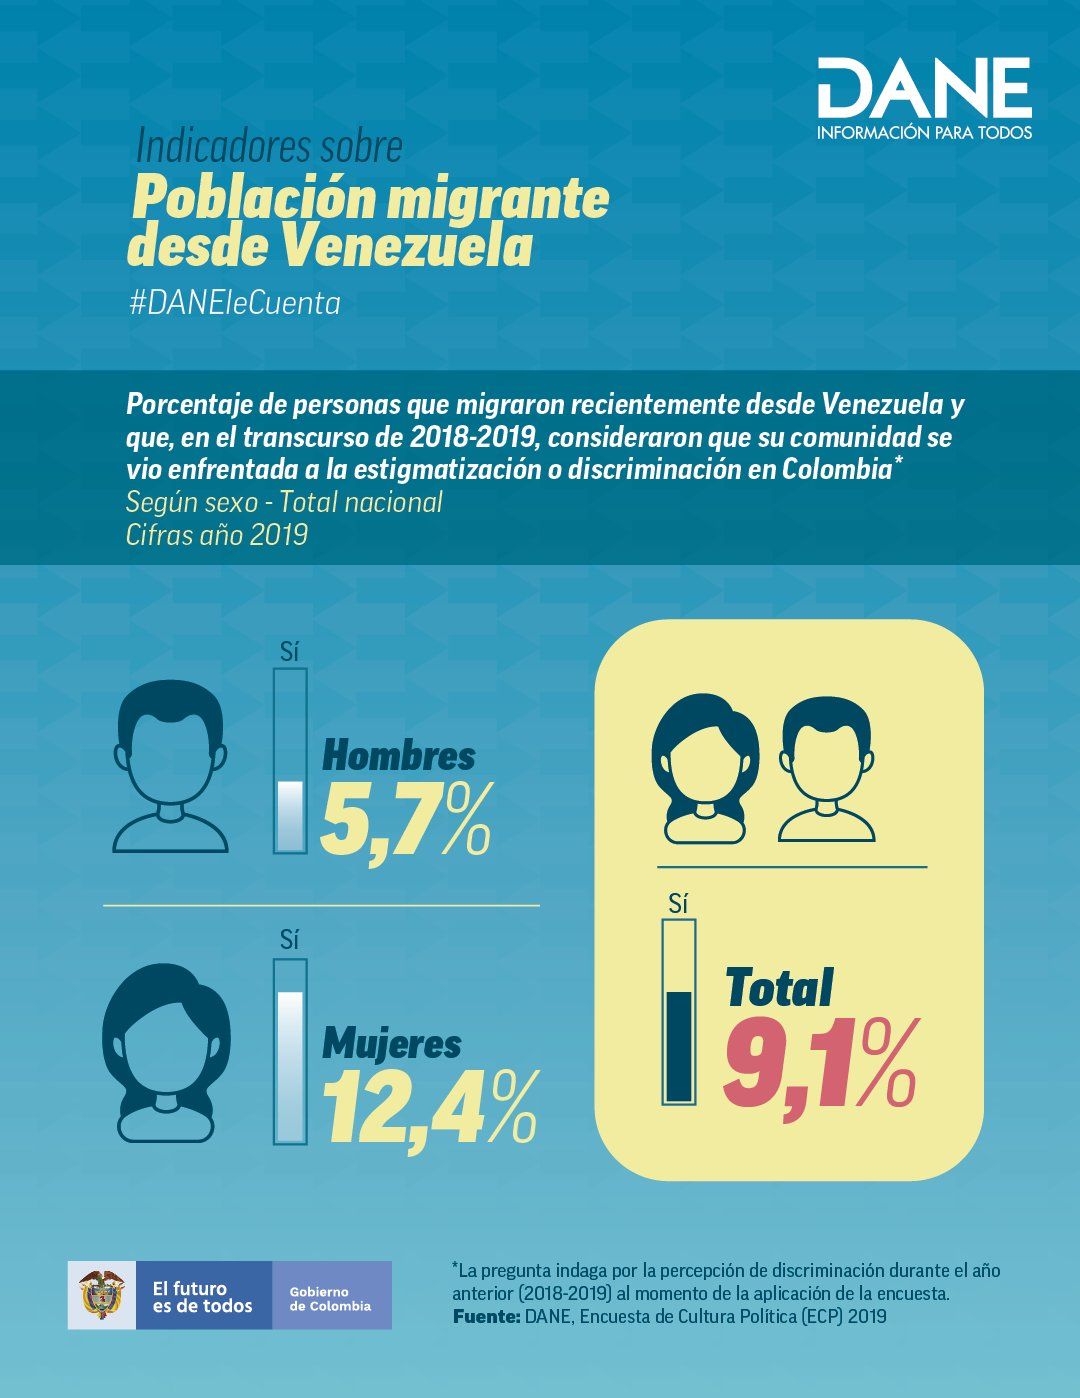 DANE
INFORMACIÓN PARA TODOS
Indicadores sobre
Población migrante
desde Venezuela
#DANEleCuenta
Porcentaje de personas que migraron recientemente desde Venezuela y
que, en el transcurso de 2018-2019, consideraron que su comunidad se
vio enfrentada a la estigmatización o discriminación en Colombia*
Según sexo - Total nacional
Cifras año 2019
Sí
Hombres
5,7%
Sí
Mujeres
12,4%
Sí
Total
9,1%
El futuro
es de todos
Gobierno
de Colombia
*La pregunta indaga por la percepción de discriminación durante el año
anterior (2018-2019) al momento de la aplicación de la encuesta.
Fuente: DANE, Encuesta de Cultura Política (ECP) 2019